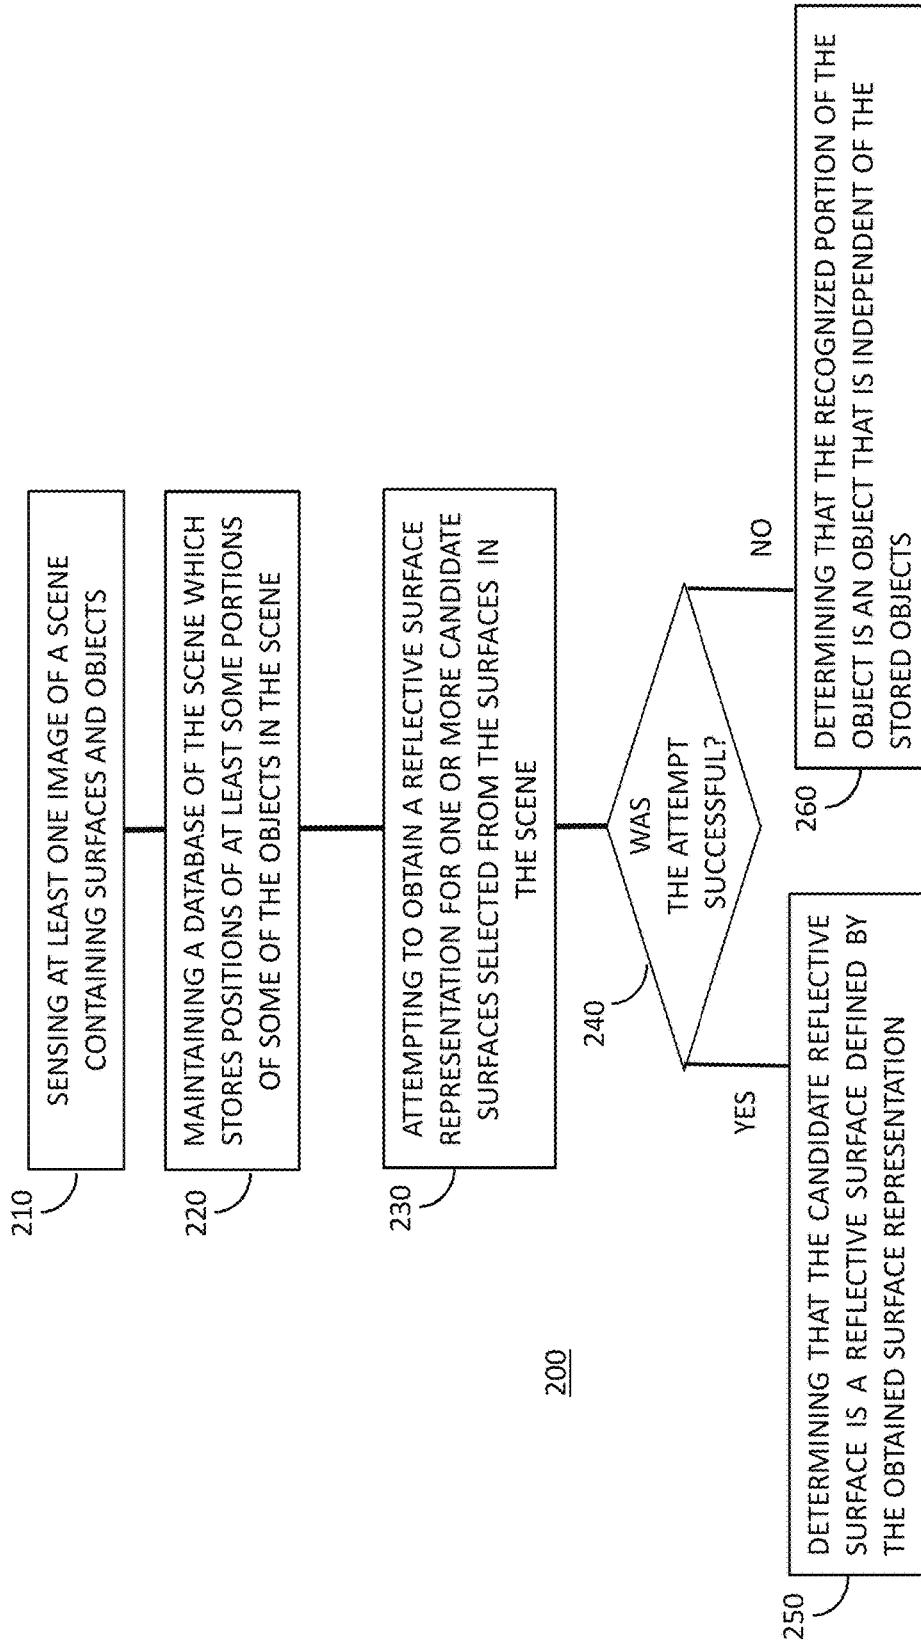 210
SENSING AT LEAST ONE IMAGE OF A SCENE
CONTAINING SURFACES AND OBJECTS
220
MAINTAINING A DATABASE OF THE SCENE WHICH
STORES POSITIONS OF AT LEAST SOME PORTIONS
OF SOME OF THE OBJECTS IN THE SCENE
230
ATTEMPTING TO OBTAIN A REFLECTIVE SURFACE
REPRESENTATION FOR ONE OR MORE CANDIDATE
SURFACES SELECTED FROM THE SURFACES IN
THE SCENE
200
240
WAS
THE ATTEMPT
SUCCESSFUL?
YES
NO
250
DETERMINING THAT THE CANDIDATE REFLECTIVE
SURFACE IS A REFLECTIVE SURFACE DEFINED BY
THE OBTAINED SURFACE REPRESENTATION
260
DETERMINING THAT THE RECOGNIZED PORTION OF THE
OBJECT IS AN OBJECT THAT IS INDEPENDENT OF THE
STORED OBJECTS